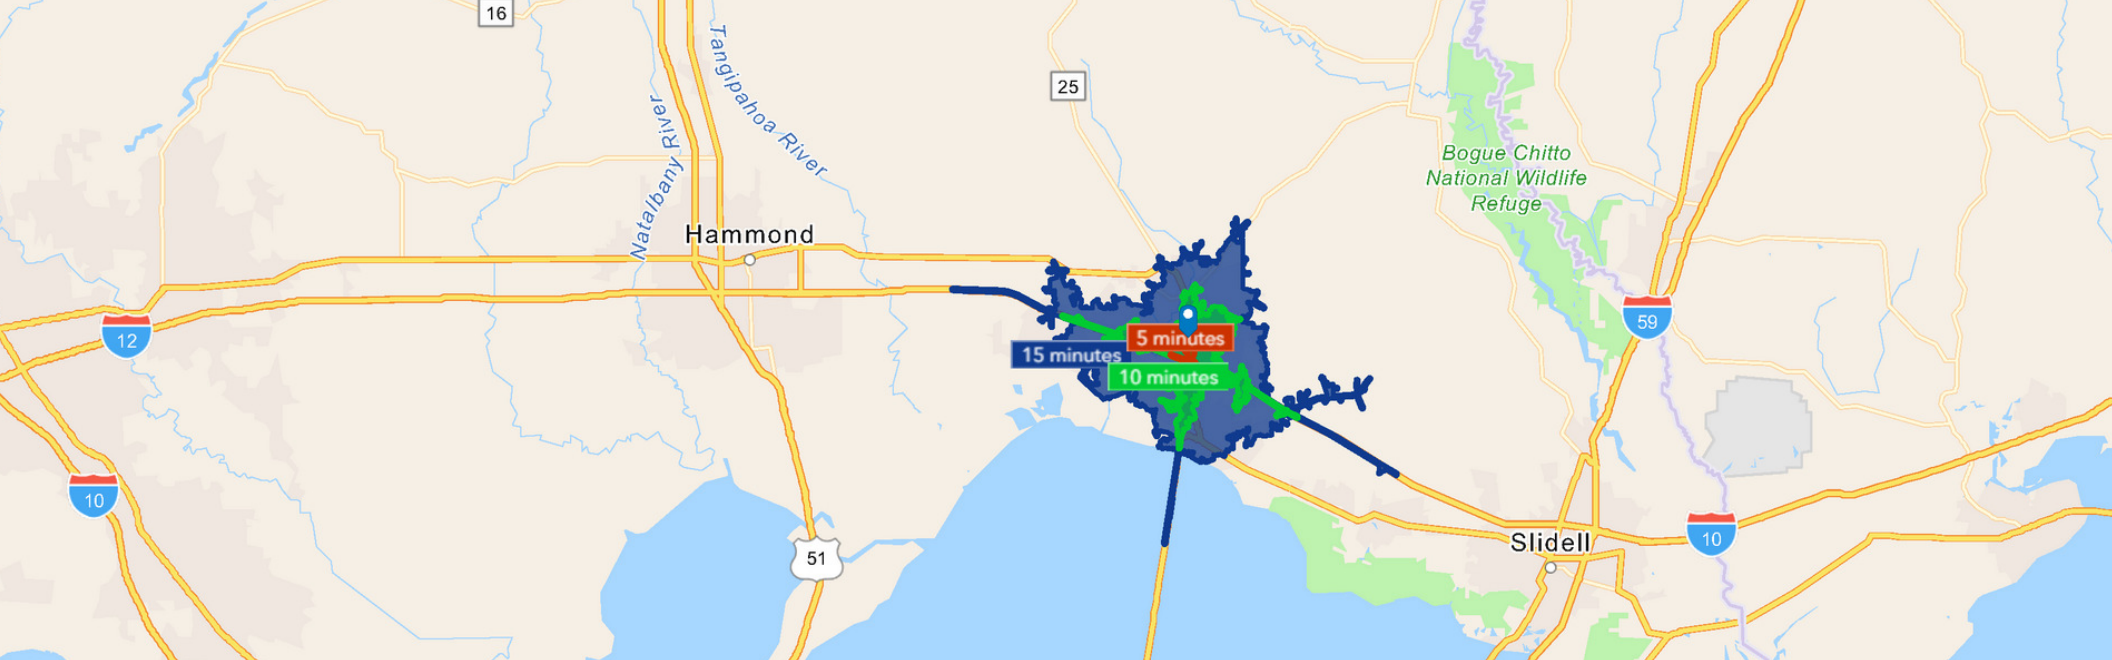 16
Tangipahoa River
25
Natalbany River
Bogue Chitto
National Wildlife
Refuge
Hammond
12
59
5 minutes
15 minutes
10 minutes
10
10
Slidell
51